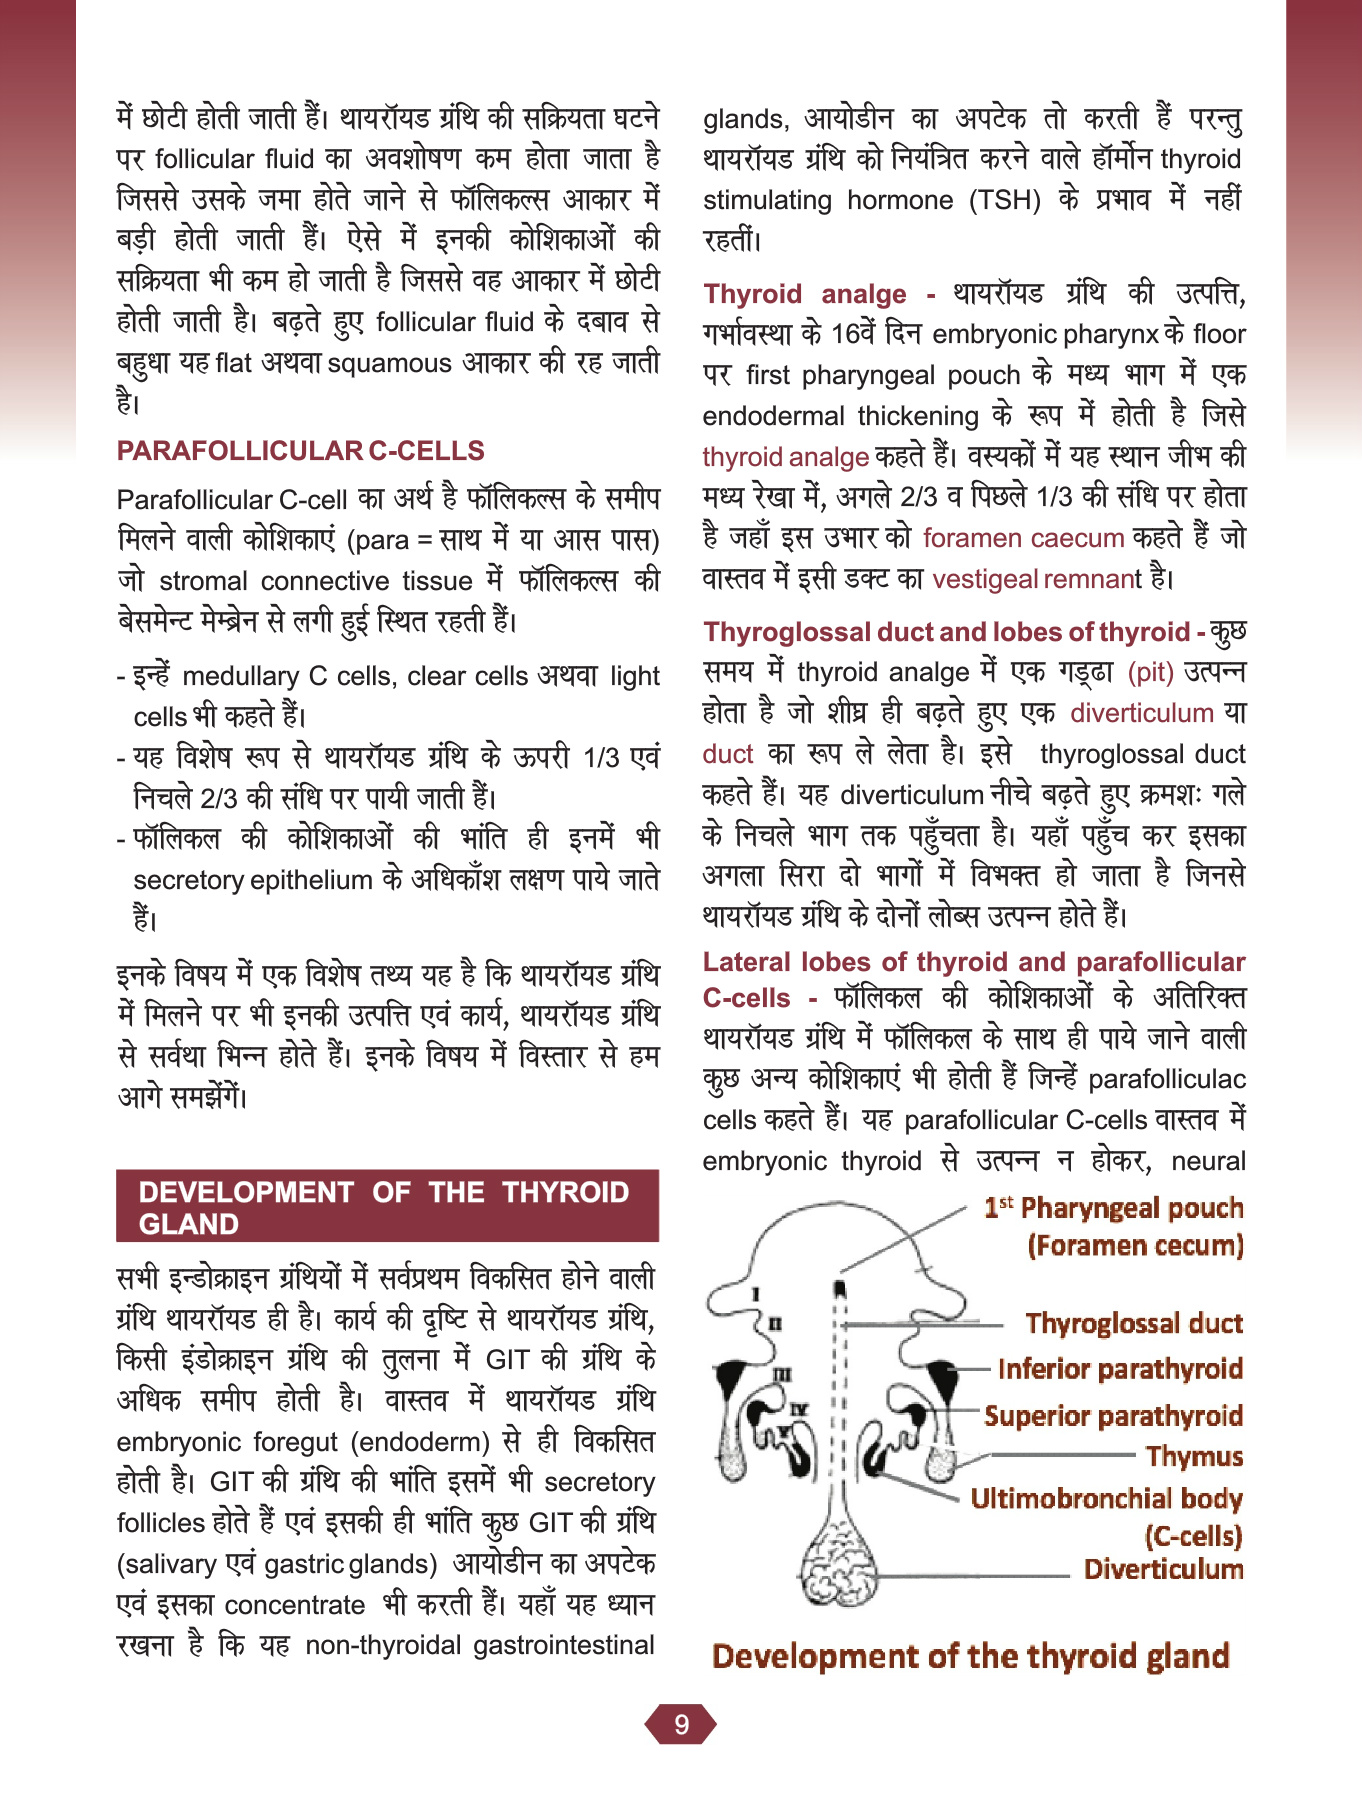 में छोटी होती जाती हैं। थायरॉयड ग्रंथि की सक्रियता घटने
पर follicular fluid का अवशोषण कम होता जाता है
जिससे उसके जमा होते जाने से फॉलिकल्स आकार में
बड़ी होती जाती हैं। ऐसे में इनकी कोशिकाओं की
सक्रियता भी कम हो जाती है जिससे वह आकार में छोटी
होती जाती है। बढ़ते हुए follicular fluid के दबाव से
बहुधा यह flat अथवा squamous आकार की रह जाती
है।
PARAFOLLICULAR C-CELLS
Parafollicular C-cell का अर्थ है फॉलिकल्स के समीप
मिलने वाली कोशिकाएं (para = साथ में या आस पास)
जो stromal connective tissue में फॉलिकल्स की
बेसमेन्ट मेम्ब्रेन से लगी हुई स्थित रहती हैं।
- इन्हें medullary C cells, clear cells अथवा light
cells भी कहते हैं।
- यह विशेष रूप से थायरॉयड ग्रंथि के ऊपरी 1/3 एवं
निचले 2/3 की संधि पर पायी जाती हैं।
- फॉलिकल की कोशिकाओं की भांति ही इनमें भी
secretory epithelium के अधिकाँश लक्षण पाये जाते
हैं।
इनके विषय में एक विशेष तथ्य यह है कि थायरॉयड ग्रंथि
में मिलने पर भी इनकी उत्पत्ति एवं कार्य, थायरॉयड ग्रंथि
से सर्वथा भिन्न होते हैं। इनके विषय में विस्तार से हम
आगे समझेंगें।
DEVELOPMENT OF THE THYROID
GLAND
सभी इन्डोक्राइन ग्रंथियों में सर्वप्रथम विकसित होने वाली
ग्रंथि थायरॉयड ही है। कार्य की दृष्टि से थायरॉयड ग्रंथि,
किसी इंडोक्राइन ग्रंथि की तुलना में GIT की ग्रंथि के
अधिक समीप होती है। वास्तव में थायरॉयड ग्रंथि
embryonic foregut (endoderm) से ही विकसित
होती है। GIT की ग्रंथि की भांति इसमें भी secretory
follicles होते हैं एवं इसकी ही भांति कुछ GIT की ग्रंथि
(salivary एवं gastric glands) आयोडीन का अपटेक
एवं इसका concentrate भी करती हैं। यहाँ यह ध्यान
रखना है कि यह non-thyroidal gastrointestinal
glands, आयोडीन का अपटेक तो करती हैं परन्तु
थायरॉयड ग्रंथि को नियंत्रित करने वाले हॉर्मोन thyroid
stimulating hormone (TSH) के प्रभाव में नहीं
रहतीं।
Thyroid analge - थायरॉयड ग्रंथि की उत्पत्ति,
गर्भावस्था के 16वें दिन embryonic pharynx के floor
पर first pharyngeal pouch के मध्य भाग में एक
endodermal thickening के रूप में होती है जिसे
thyroid analge कहते हैं। वस्यकों में यह स्थान जीभ की
मध्य रेखा में, अगले 2/3 व पिछले 1/3 की संधि पर होता
है जहाँ इस उभार को foramen caecum कहते हैं जो
वास्तव में इसी डक्ट का vestigeal remnant है।
Thyroglossal duct and lobes of thyroid - कुछ
समय में thyroid analge में एक गड्ढा (pit) उत्पन्न
होता है जो शीघ्र ही बढ़ते हुए एक diverticulum या
duct का रूप ले लेता है। इसे thyroglossal duct
कहते हैं। यह diverticulum नीचे बढ़ते हुए क्रमशः गले
के निचले भाग तक पहुँचता है। यहाँ पहुँच कर इसका
अगला सिरा दो भागों में विभक्त हो जाता है जिनसे
थायरॉयड ग्रंथि के दोनों लोब्स उत्पन्न होते हैं।
Lateral lobes of thyroid and parafollicular
C-cells - फॉलिकल की कोशिकाओं के अतिरिक्त
थायरॉयड ग्रंथि में फॉलिकल के साथ ही पाये जाने वाली
कुछ अन्य कोशिकाएं भी होती हैं जिन्हें parafolliculac
cells कहते हैं। यह parafollicular C-cells वास्तव में
embryonic thyroid से उत्पन्न न होकर, neural
1st Pharyngeal pouch
(Foramen cecum)
I
II
Thyroglossal duct
III
Inferior parathyroid
IV
Superior parathyroid
V
Thymus
Ultimobronchial body
(C-cells)
Diverticulum
Development of the thyroid gland
9